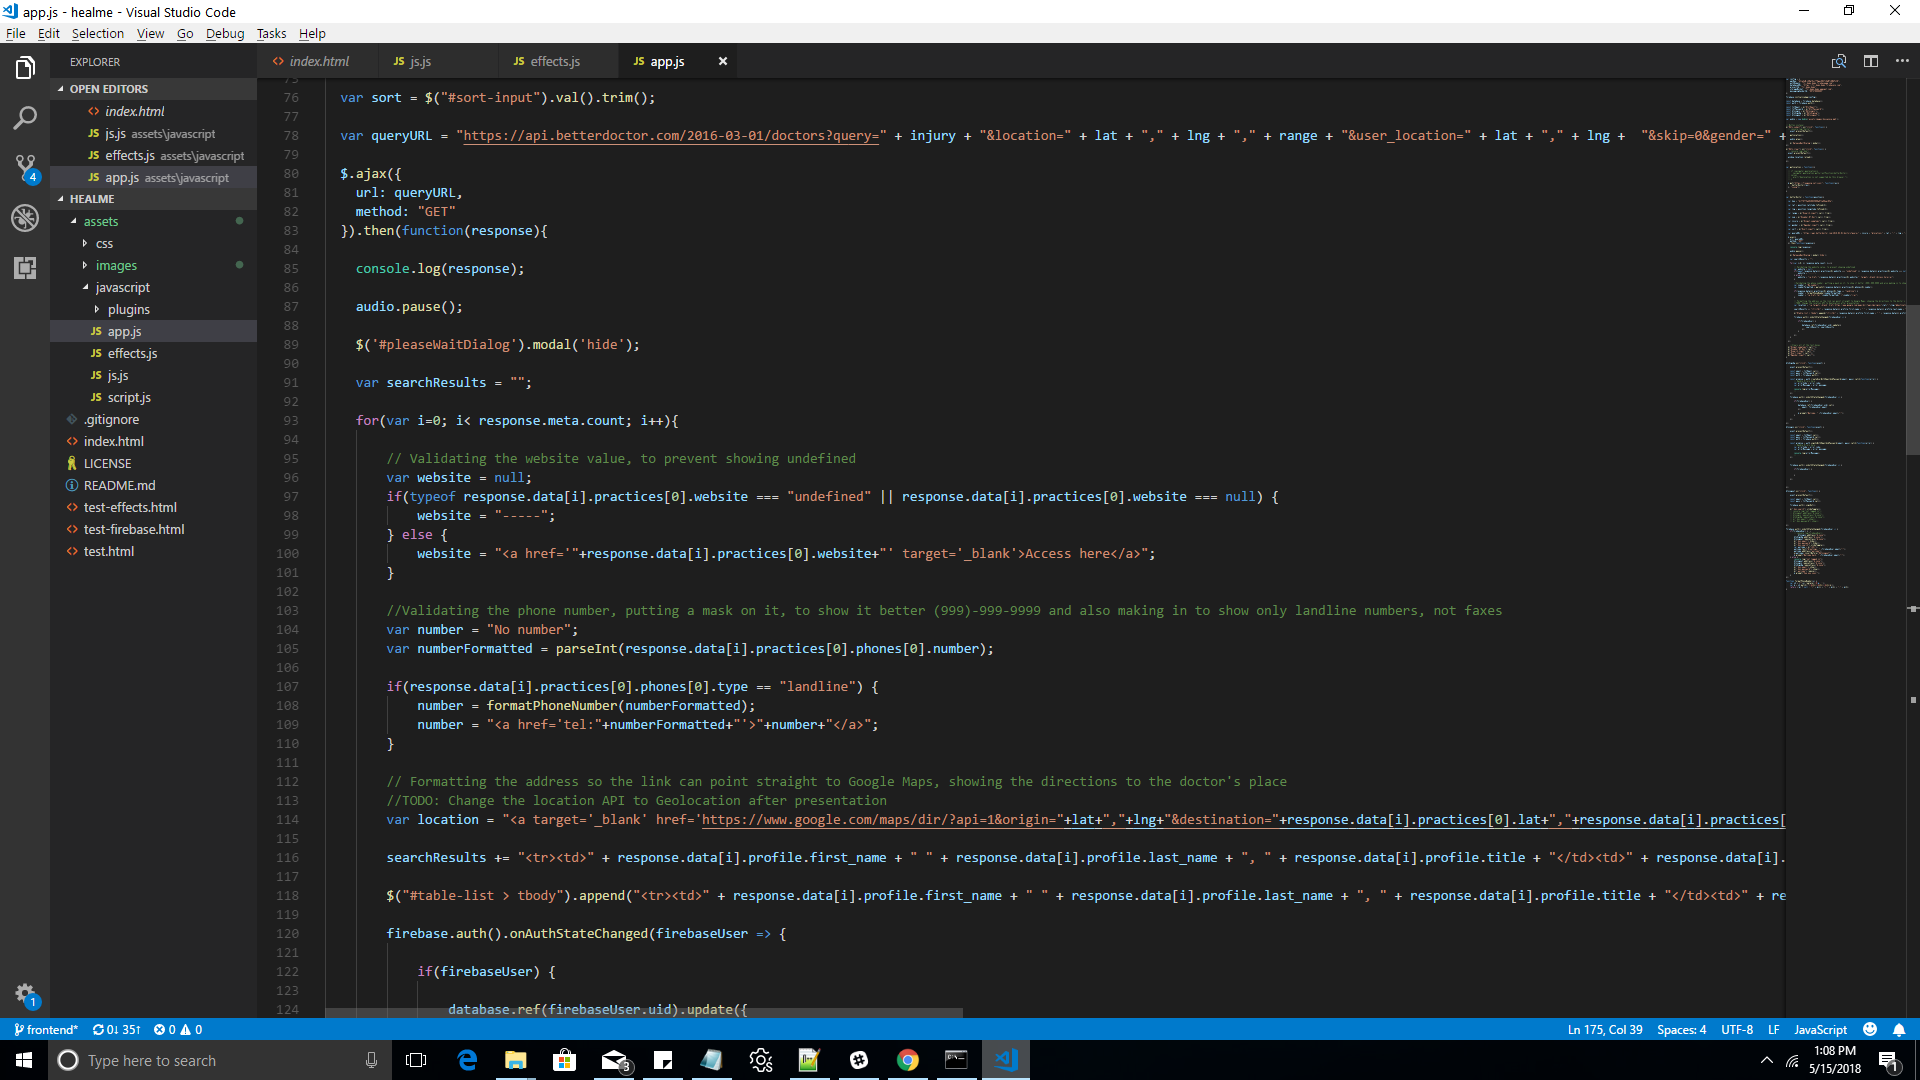 app.js - healme - Visual Studio Code
File Edit Selection View Go Debug Tasks Help
EXPLORER
OPEN EDITORS
<> index.html
JS js.js assets\javascript
JS effects.js assets\javascript
JS app.js assets\javascript
HEALME
assets
css
images
javascript
plugins
JS app.js
JS effects.js
JS js.js
JS script.js
.gitignore
<> index.html
LICENSE
README.md
<> test-effects.html
<> test-firebase.html
<> test.html
4
1
<> index.html JS js.js JS effects.js JS app.js ×
75
76 var sort = $("#sort-input").val().trim();
77
78 var queryURL = "https://api.betterdoctor.com/2016-03-01/doctors?query=" + injury + "&location=" + lat + "," + lng + "," + range + "&user_location=" + lat + "," + lng +  "&skip=0&gender=" +
79
80 $.ajax({
81 url: queryURL,
82 method: "GET"
83 }).then(function(response){
84
85 console.log(response);
86
87 audio.pause();
88
89 $('#pleaseWaitDialog').modal('hide');
90
91 var searchResults = "";
92
93 for(var i=0; i< response.meta.count; i++){
94
95 // Validating the website value, to prevent showing undefined
96 var website = null;
97 if(typeof response.data[i].practices[0].website === "undefined" || response.data[i].practices[0].website === null) {
98 website = "-----";
99 } else {
100 website = "<a href='"+response.data[i].practices[0].website+"' target='_blank'>Access here</a>";
101 }
102
103 //Validating the phone number, putting a mask on it, to show it better (999)-999-9999 and also making in to show only landline numbers, not faxes
104 var number = "No number";
105 var numberFormatted = parseInt(response.data[i].practices[0].phones[0].number);
106
107 if(response.data[i].practices[0].phones[0].type == "landline") {
108 number = formatPhoneNumber(numberFormatted);
109 number = "<a href='tel:"+numberFormatted+"'>"+number+"</a>";
110 }
111
112 // Formatting the address so the link can point straight to Google Maps, showing the directions to the doctor's place
113 //TODO: Change the location API to Geolocation after presentation
114 var location = "<a target='_blank' href='https://www.google.com/maps/dir/?api=1&origin="+lat+","+lng+"&destination="+response.data[i].practices[0].lat+","+response.data[i].practices[
115
116 searchResults += "<tr><td>" + response.data[i].profile.first_name + " " + response.data[i].profile.last_name + ", " + response.data[i].profile.title + "</td><td>" + response.data[i].
117
118 $("#table-list > tbody").append("<tr><td>" + response.data[i].profile.first_name + " " + response.data[i].profile.last_name + ", " + response.data[i].profile.title + "</td><td>" + re
119
120 firebase.auth().onAuthStateChanged(firebaseUser => {
121
122 if(firebaseUser) {
123
124 database.ref(firebaseUser.uid).update({
frontend* 0↓ 35↑ 0 0
Ln 175, Col 39 Spaces: 4 UTF-8 LF JavaScript
Type here to search
3
1:08 PM
5/15/2018
1